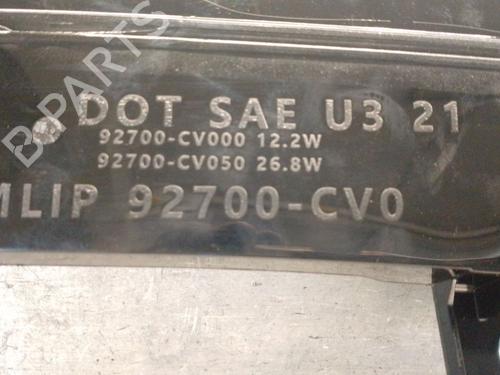 B-PARTS
DOT SAE U3 21
92700-CV000 12.2W
92700-CV050 26.8W
MLIP 92700-CV0